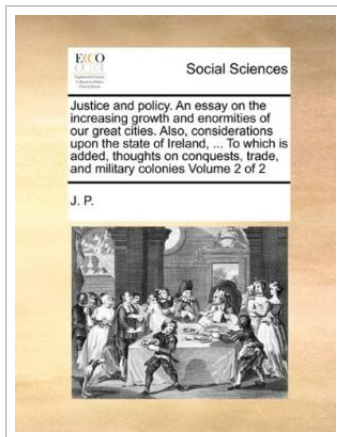 ECCO
Social Sciences
Justice and policy. An essay on the
increasing growth and enormities of
our great cities. Also, considerations
upon the state of Ireland, ... To which is
added, thoughts on conquests, trade,
and military colonies Volume 2 of 2
J. P.